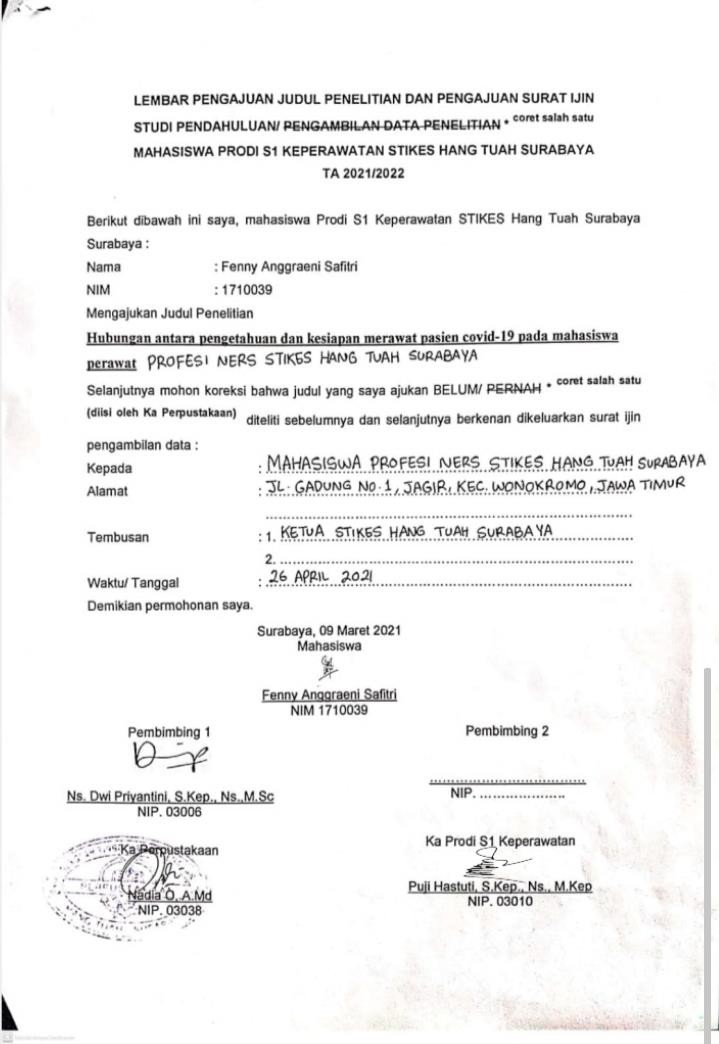 LEMBAR PENGAJUAN JUDUL PENELITIAN DAN PENGAJUAN SURAT IJIN
STUDI PENDAHULUAN/ PENGAMBILAN DATA PENELITIAN * coret salah satu
MAHASISWA PRODI S1 KEPERAWATAN STIKES HANG TUAH SURABAYA
TA 2021/2022
Berikut dibawah ini saya, mahasiswa Prodi S1 Keperawatan STIKES Hang Tuah Surabaya
Surabaya :
Nama : Fenny Anggraeni Safitri
NIM : 1710039
Mengajukan Judul Penelitian
Hubungan antara pengetahuan dan kesiapan merawat pasien covid-19 pada mahasiswa
perawat PROFESI NERS STIKES HANG TUAH SURABAYA
Selanjutnya mohon koreksi bahwa judul yang saya ajukan BELUM/ PERNAH * coret salah satu
(diisi oleh Ka Perpustakaan) diteliti sebelumnya dan selanjutnya berkenan dikeluarkan surat ijin
pengambilan data :
Kepada : MAHASISWA PROFESI NERS STIKES HANG TUAH SURABAYA
Alamat : JL. GADUNG NO.1, JAGIR, KEC. WONOKROMO, JAWA TIMUR
Tembusan : 1. KETUA STIKES HANG TUAH SURABAYA
2. ........................
Waktu/ Tanggal : 26 APRIL 2021
Demikian permohonan saya.
Surabaya, 09 Maret 2021
Mahasiswa
Fenny Anggraeni Safitri
NIM 1710039
Pembimbing 1
Ns. Dwi Priyantini, S.Kep., Ns.,M.Sc
NIP. 03006
Pembimbing 2
NIP. ......................
Ka Perpustakaan
Nadia O, A.Md
NIP. 03038
Ka Prodi S1 Keperawatan
Puji Hastuti, S.Kep., Ns., M.Kep
NIP. 03010